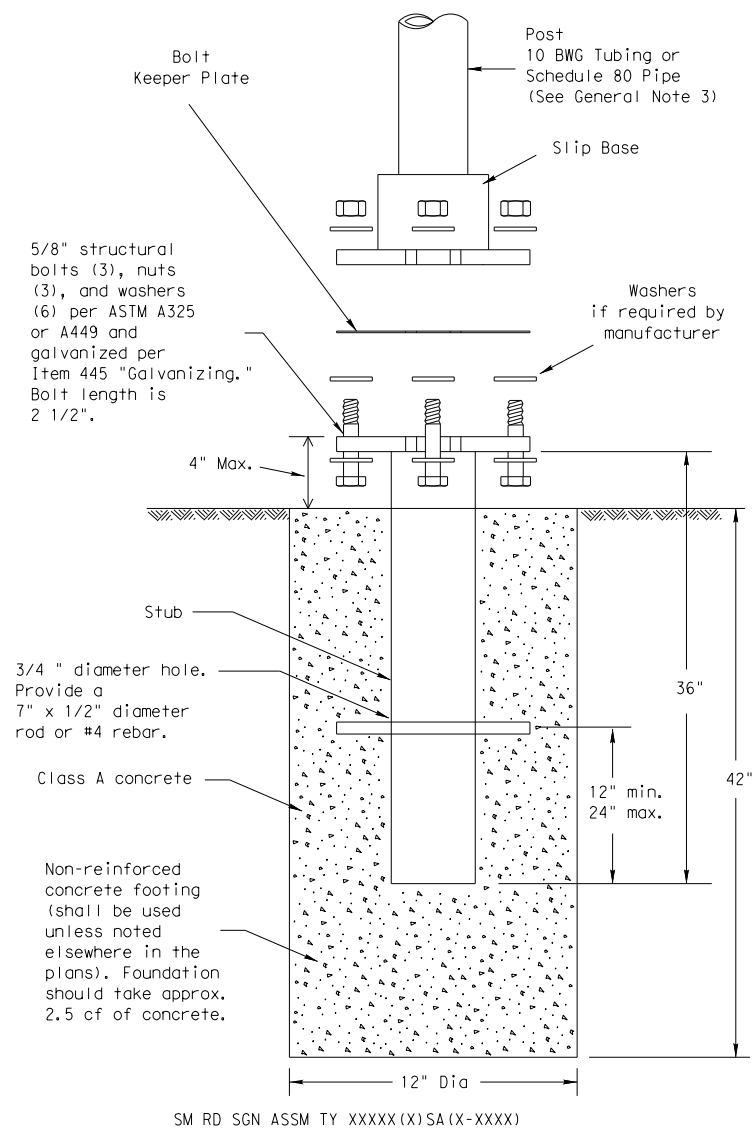 Post
10 BWG Tubing or
Schedule 80 Pipe
(See General Note 3)
Bolt
Keeper Plate
Slip Base
5/8" structural
bolts (3), nuts
(3), and washers
(6) per ASTM A325
or A449 and
galvanized per
Item 445 "Galvanizing."
Bolt length is
2 1/2".
Washers
if required by
manufacturer
4" Max.
Stub
3/4 " diameter hole.
Provide a
7" x 1/2" diameter
rod or #4 rebar.
36"
Class A concrete
12" min.
24" max.
42"
Non-reinforced
concrete footing
(shall be used
unless noted
elsewhere in the
plans). Foundation
should take approx.
2.5 cf of concrete.
12" Dia
SM RD SGN ASSM TY XXXXX(X)SA(X-XXXX)